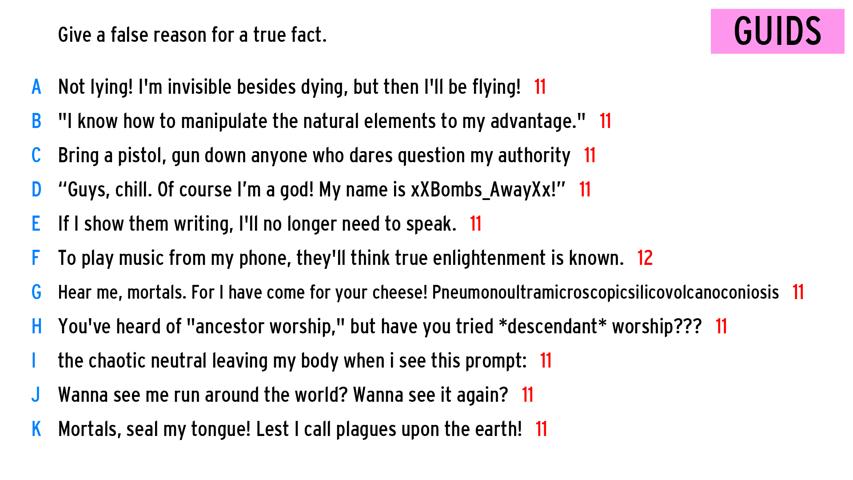 Give a false reason for a true fact.
GUIDS
A Not lying! I'm invisible besides dying, but then I'll be flying! 11
B "I know how to manipulate the natural elements to my advantage." 11
C Bring a pistol, gun down anyone who dares question my authority 11
D “Guys, chill. Of course I’m a god! My name is xXBombs_AwayXx!” 11
E If I show them writing, I'll no longer need to speak. 11
F To play music from my phone, they'll think true enlightenment is known. 12
G Hear me, mortals. For I have come for your cheese! Pneumonoultramicroscopicsilicovolcanoconiosis 11
H You've heard of "ancestor worship," but have you tried *descendant* worship??? 11
I the chaotic neutral leaving my body when i see this prompt: 11
J Wanna see me run around the world? Wanna see it again? 11
K Mortals, seal my tongue! Lest I call plagues upon the earth! 11